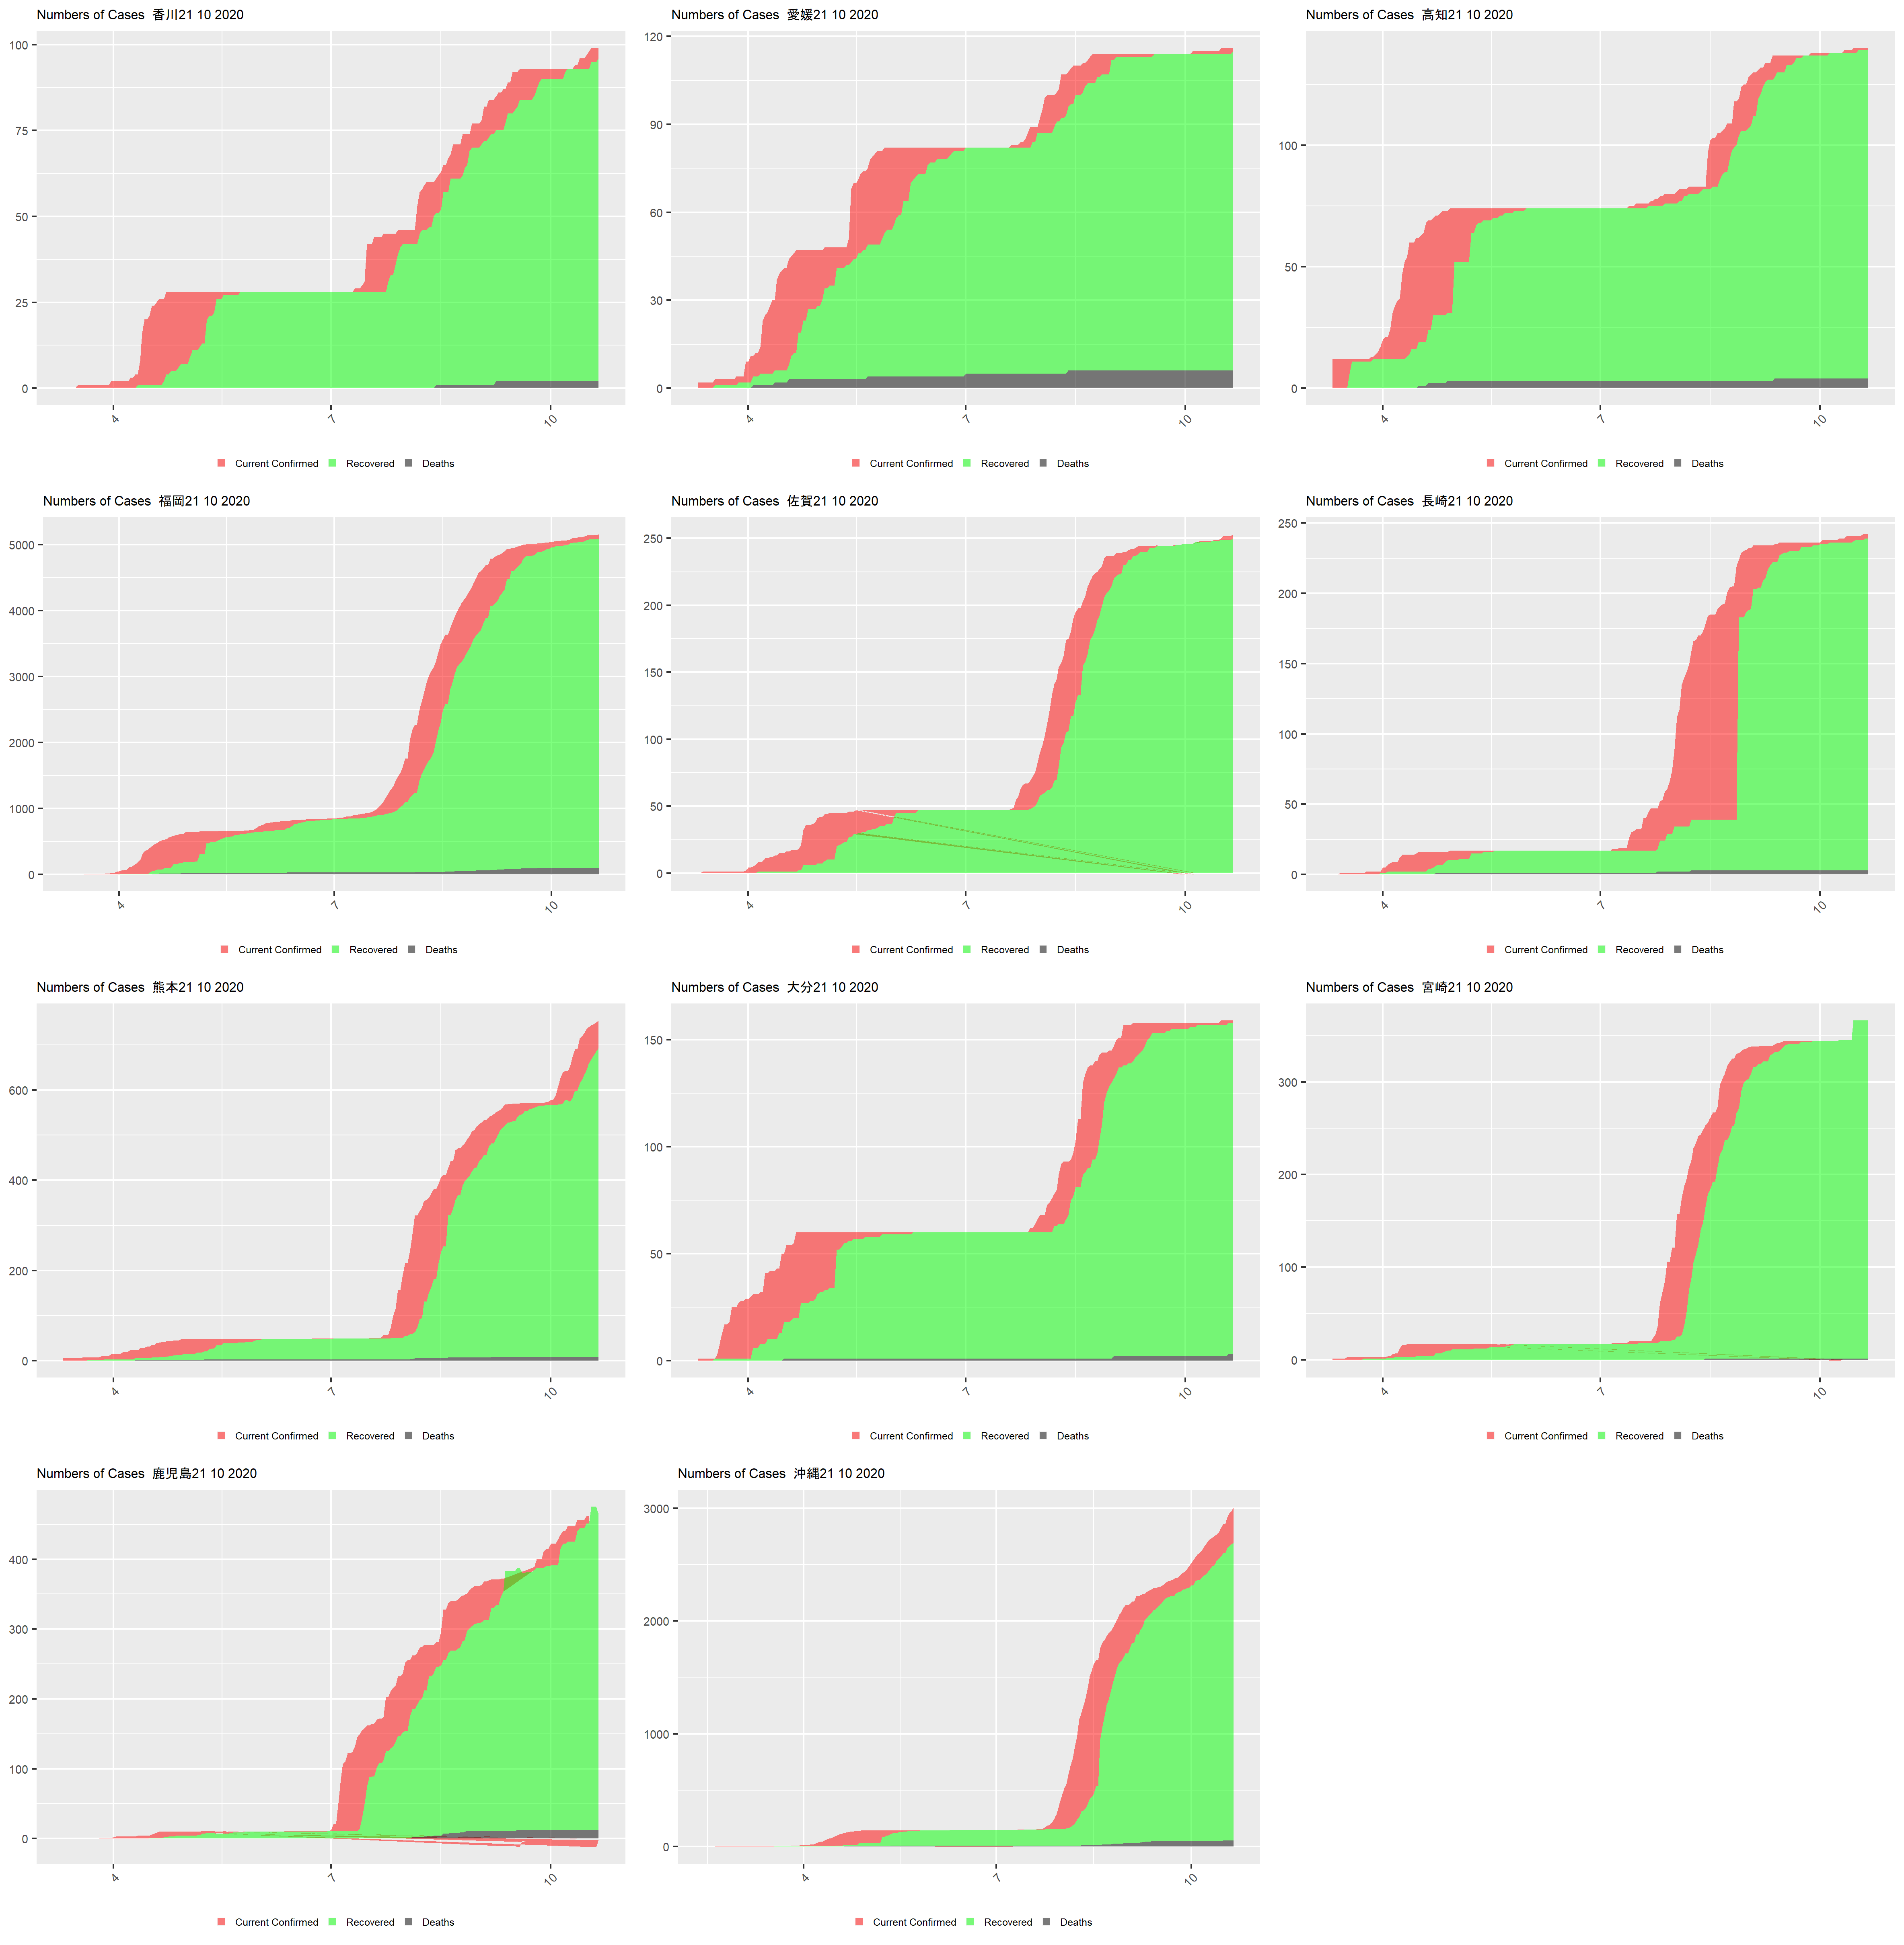 Numbers of Cases 香川21 10 2020
100
75
50
25
0
4 7 10
Current Confirmed Recovered Deaths
Numbers of Cases 愛媛21 10 2020
120
90
60
30
0
4 7 10
Current Confirmed Recovered Deaths
Numbers of Cases 高知21 10 2020
100
50
0
4 7 10
Current Confirmed Recovered Deaths
Numbers of Cases 福岡21 10 2020
5000
4000
3000
2000
1000
0
4 7 10
Current Confirmed Recovered Deaths
Numbers of Cases 佐賀21 10 2020
250
200
150
100
50
0
4 7 10
Current Confirmed Recovered Deaths
Numbers of Cases 長崎21 10 2020
250
200
150
100
50
0
4 7 10
Current Confirmed Recovered Deaths
Numbers of Cases 熊本21 10 2020
600
400
200
0
4 7 10
Current Confirmed Recovered Deaths
Numbers of Cases 大分21 10 2020
150
100
50
0
4 7 10
Current Confirmed Recovered Deaths
Numbers of Cases 宮崎21 10 2020
300
200
100
0
4 7 10
Current Confirmed Recovered Deaths
Numbers of Cases 鹿児島21 10 2020
400
300
200
100
0
4 7 10
Current Confirmed Recovered Deaths
Numbers of Cases 沖縄21 10 2020
3000
2000
1000
0
4 7 10
Current Confirmed Recovered Deaths